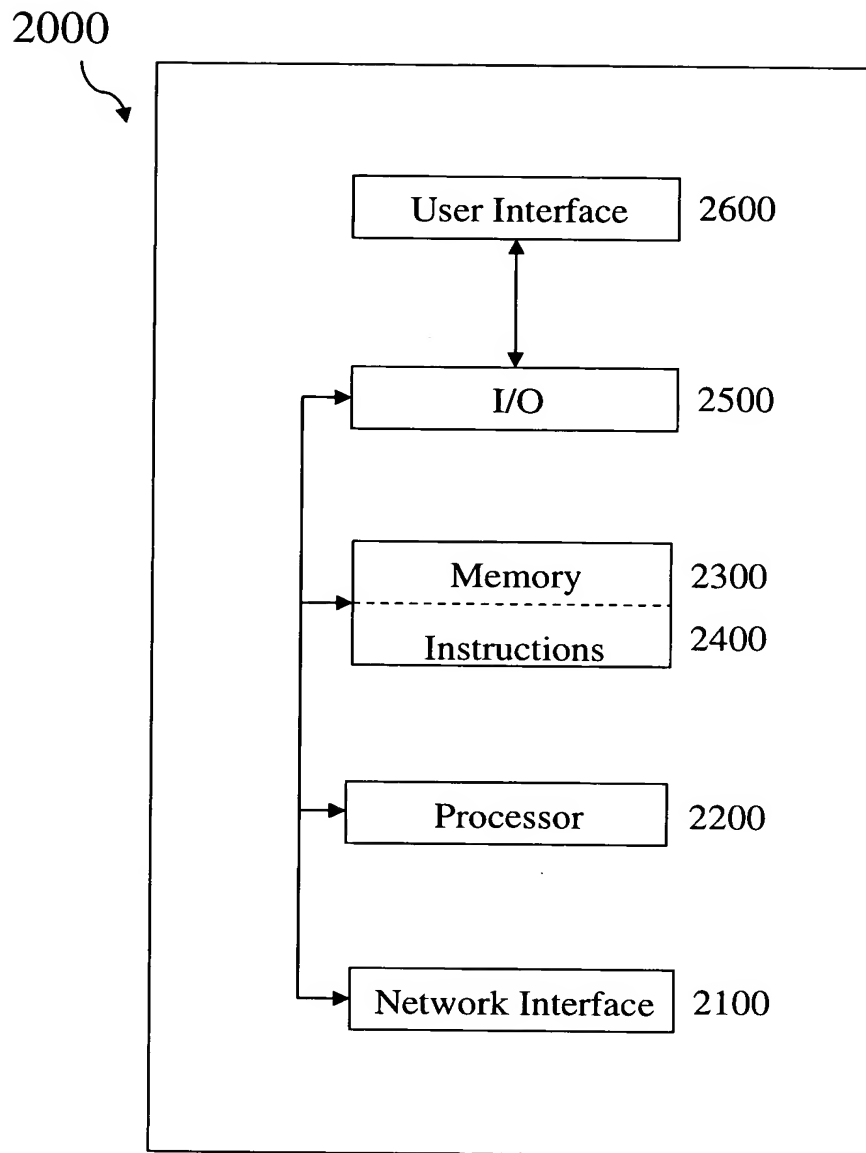 2000
User Interface 2600
I/O 2500
Memory 2300
Instructions 2400
Processor 2200
Network Interface 2100